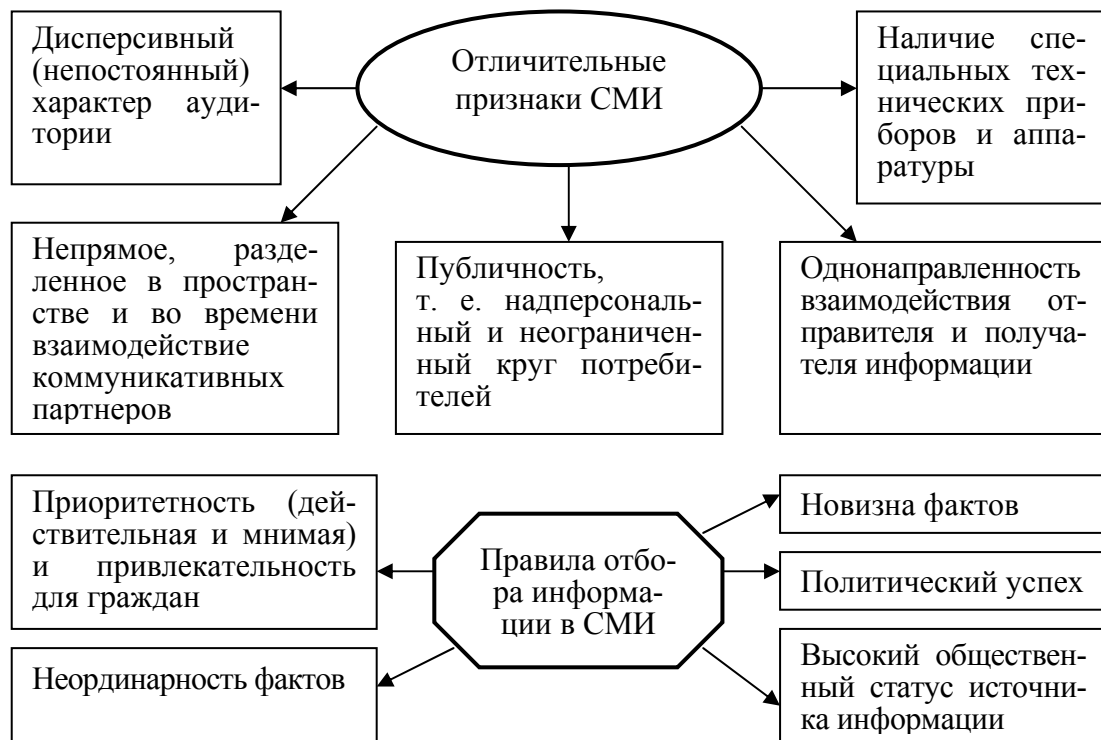 Дисперсивный
(непостоянный)
характер ауди-
тории
Отличительные
признаки СМИ
Наличие спе-
циальных тех-
нических при-
боров и аппа-
ратуры
Непрямое, разде-
ленное в простран-
стве и во времени
взаимодействие
коммуникативных
партнеров
Публичность,
т. е. надперсональ-
ный и неограничен-
ный круг потреби-
телей
Однонаправленность
взаимодействия от-
правителя и получа-
теля информации
Приоритетность (дей-
ствительная и мнимая)
и привлекательность
для граждан
Неординарность фактов
Правила отбо-
ра информа-
ции в СМИ
Новизна фактов
Политический успех
Высокий обществен-
ный статус источни-
ка информации